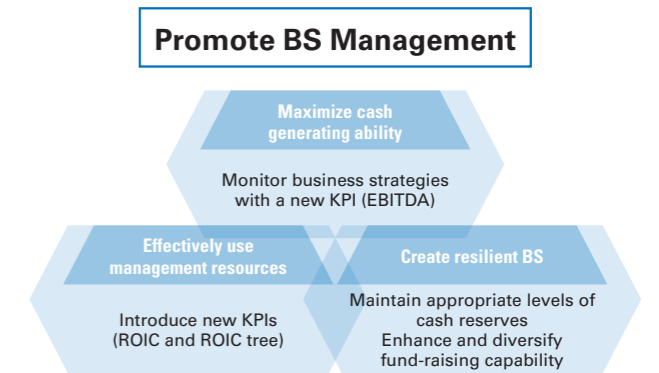 Promote BS Management
Maximize cash
generating ability
Monitor business strategies
with a new KPI (EBITDA)
Effectively use
management resources
Introduce new KPIs
(ROIC and ROIC tree)
Create resilient BS
Maintain appropriate levels of
cash reserves
Enhance and diversify
fund-raising capability